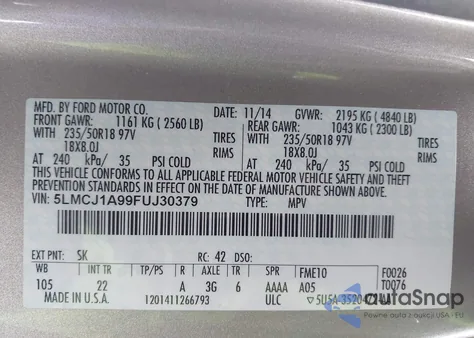 MFD. BY FORD MOTOR CO. 11/14 GVWR: 2195 KG (4840 LB)
FRONT GAWR: 1161 KG (2560 LB) REAR GAWR: 1043 KG (2300 LB)
WITH 235/50R18 97V TIRES WITH 235/50R18 97V TIRES
18X8.0J RIMS 18X8.0J RIMS
AT 240 kPa/ 35 PSI COLD AT 240 kPa/ 35 PSI COLD
THIS VEHICLE CONFORMS TO ALL APPLICABLE FEDERAL MOTOR VEHICLE SAFETY AND THEFT
PREVENTION STANDARDS IN EFFECT ON THE DATE OF MANUFACTURE SHOWN ABOVE.
VIN: 5LMCJ1A99FUJ30379 TYPE: MPV
EXT PNT: SK RC: 42 DSO:
WB INT TR TP/PS R AXLE TR SPR FME10 F0026
105 22 A 3G 6 AAAA A05 T0Q76
MADE IN U.S.A. 1201411266793 ULC
autoSnap